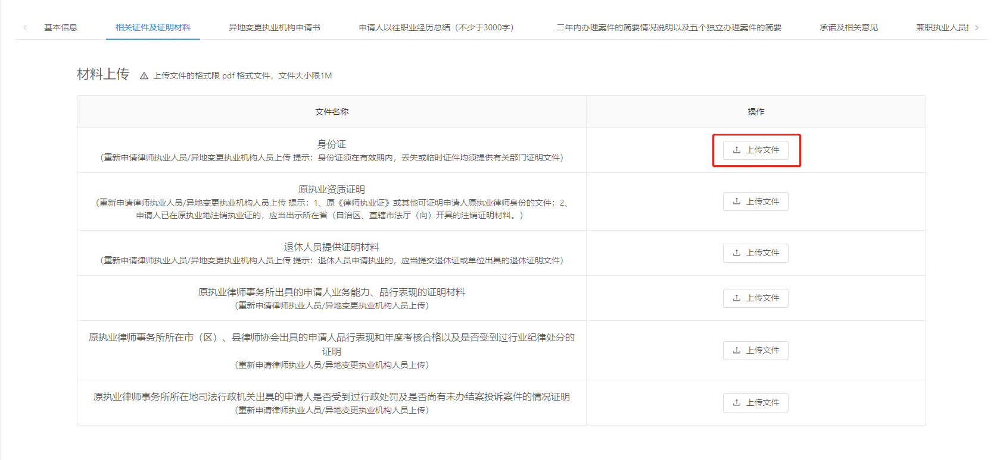 基本信息
相关证件及证明材料
异地变更执业机构申请书
申请人以往职业经历总结（不少于3000字）
二年内办理案件的简要情况说明以及五个独立办理案件的简要
承诺及相关意见
兼职执业人员
材料上传
上传文件的格式限 pdf 格式文件，文件大小限1M
文件名称
操作
身份证
（重新申请律师执业人员/异地变更执业机构人员上传 提示：身份证须在有效期内，丢失或临时证件均须提供有关部门证明文件）
上传文件
原执业资质证明
（重新申请律师执业人员/异地变更执业机构人员上传 提示：1、原《律师执业证》或其他可证明申请人原执业律师身份的文件；2、
申请人已在原执业地注销执业证的，应当出示所在省（自治区、直辖市法厅（向）开具的注销证明材料。）
上传文件
退休人员提供证明材料
（重新申请律师执业人员/异地变更执业机构人员上传 提示：退休人员申请执业的，应当提交退休证或单位出具的退休证明文件）
上传文件
原执业律师事务所出具的申请人业务能力、品行表现的证明材料
（重新申请律师执业人员/异地变更执业机构人员上传）
上传文件
原执业律师事务所所在市（区）、县律师协会出具的申请人品行表现和年度考核合格以及是否受到过行业纪律处分的
证明
（重新申请律师执业人员/异地变更执业机构人员上传）
上传文件
原执业律师事务所所在地司法行政机关出具的申请人是否受到过行政处罚及是否尚有未办结案投诉案件的情况证明
（重新申请律师执业人员/异地变更执业机构人员上传）
上传文件